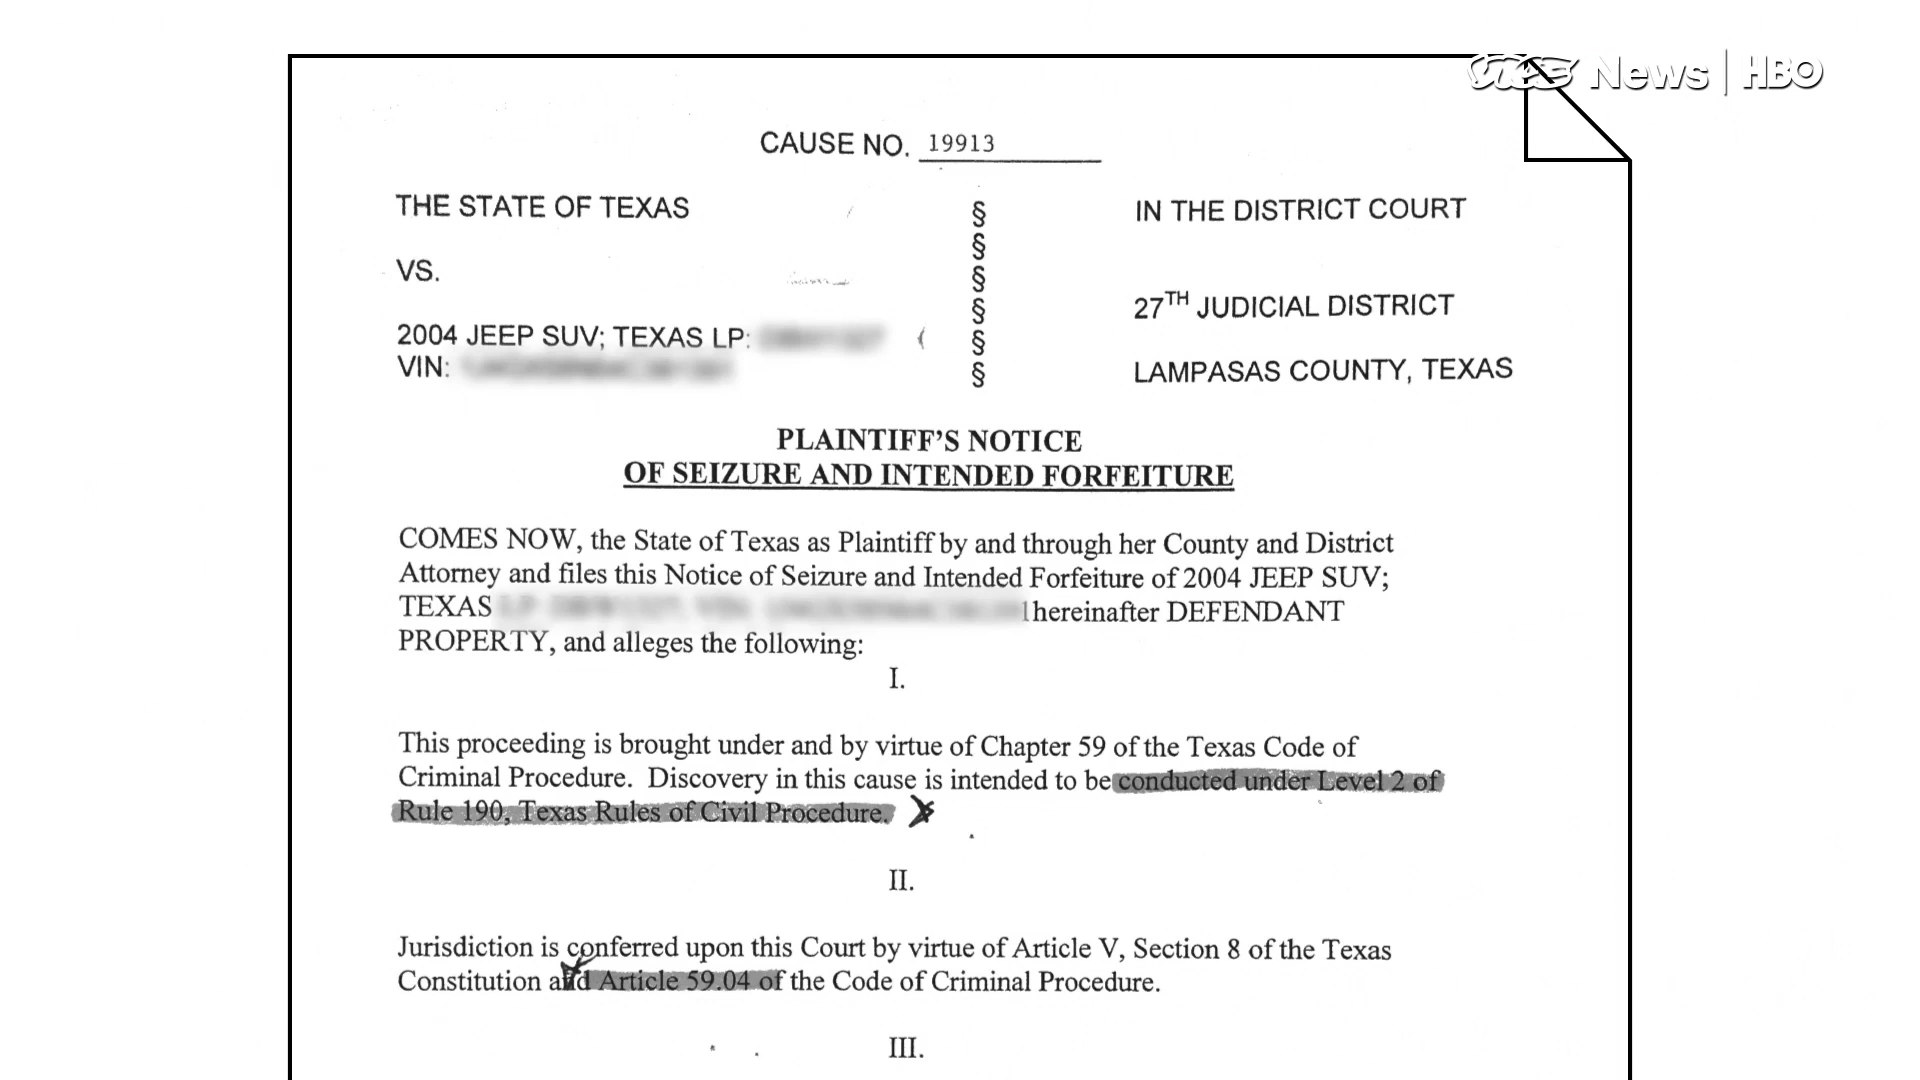 VICE News | HBO
CAUSE NO. 19913
THE STATE OF TEXAS § IN THE DISTRICT COURT
§
VS. §
§ 27TH JUDICIAL DISTRICT
2004 JEEP SUV; TEXAS LP: §
VIN: § LAMPASAS COUNTY, TEXAS
PLAINTIFF'S NOTICE
OF SEIZURE AND INTENDED FORFEITURE
COMES NOW, the State of Texas as Plaintiff by and through her County and District
Attorney and files this Notice of Seizure and Intended Forfeiture of 2004 JEEP SUV;
TEXAS hereinafter DEFENDANT
PROPERTY, and alleges the following:
I.
This proceeding is brought under and by virtue of Chapter 59 of the Texas Code of
Criminal Procedure. Discovery in this cause is intended to be conducted under Level 2 of
Rule 190, Texas Rules of Civil Procedure.
II.
Jurisdiction is conferred upon this Court by virtue of Article V, Section 8 of the Texas
Constitution and Article 59.04 of the Code of Criminal Procedure.
III.